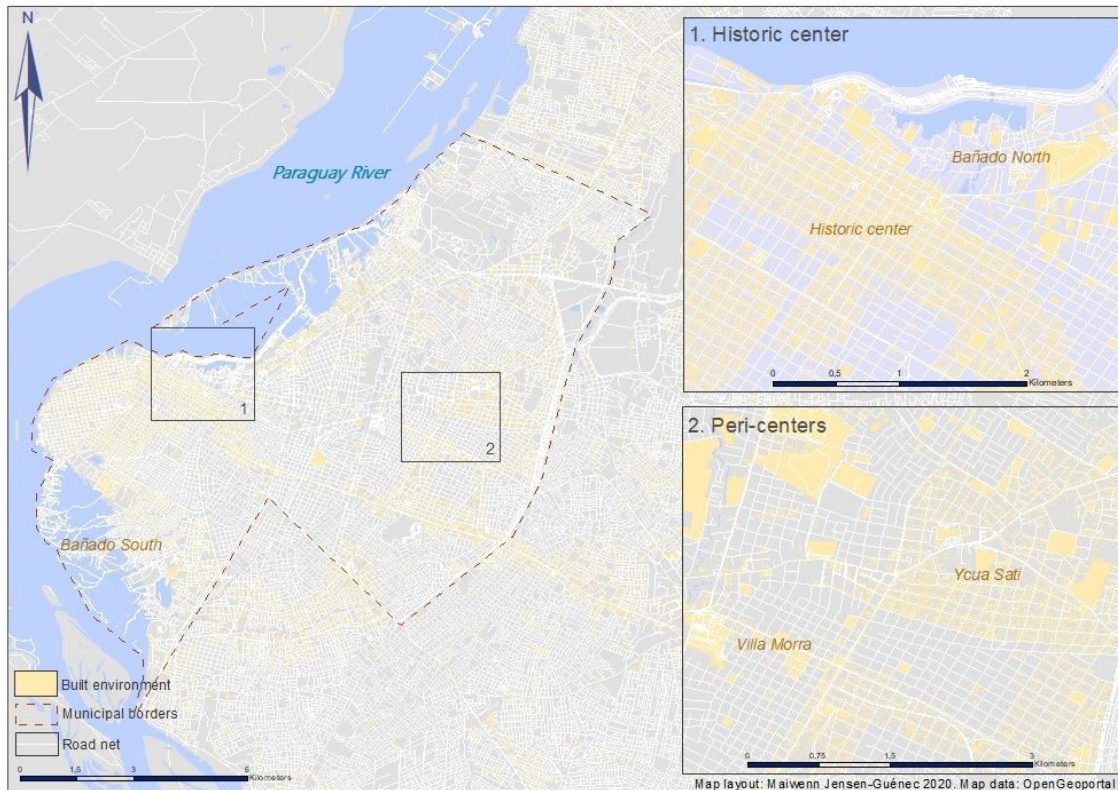 N
Paraguay River
1
2
Bañado South
Built environment
Municipal borders
Road net
0 1,5 3 6
Kilometers
1. Historic center
Bañado North
Historic center
0 0,5 1 2
Kilometers
2. Peri-centers
Ycua Sati
Villa Morra
0 0,75 1,5 3
Kilometers
Map layout: Maiwenn Jensen-Guénec 2020. Map data: OpenGeoportal